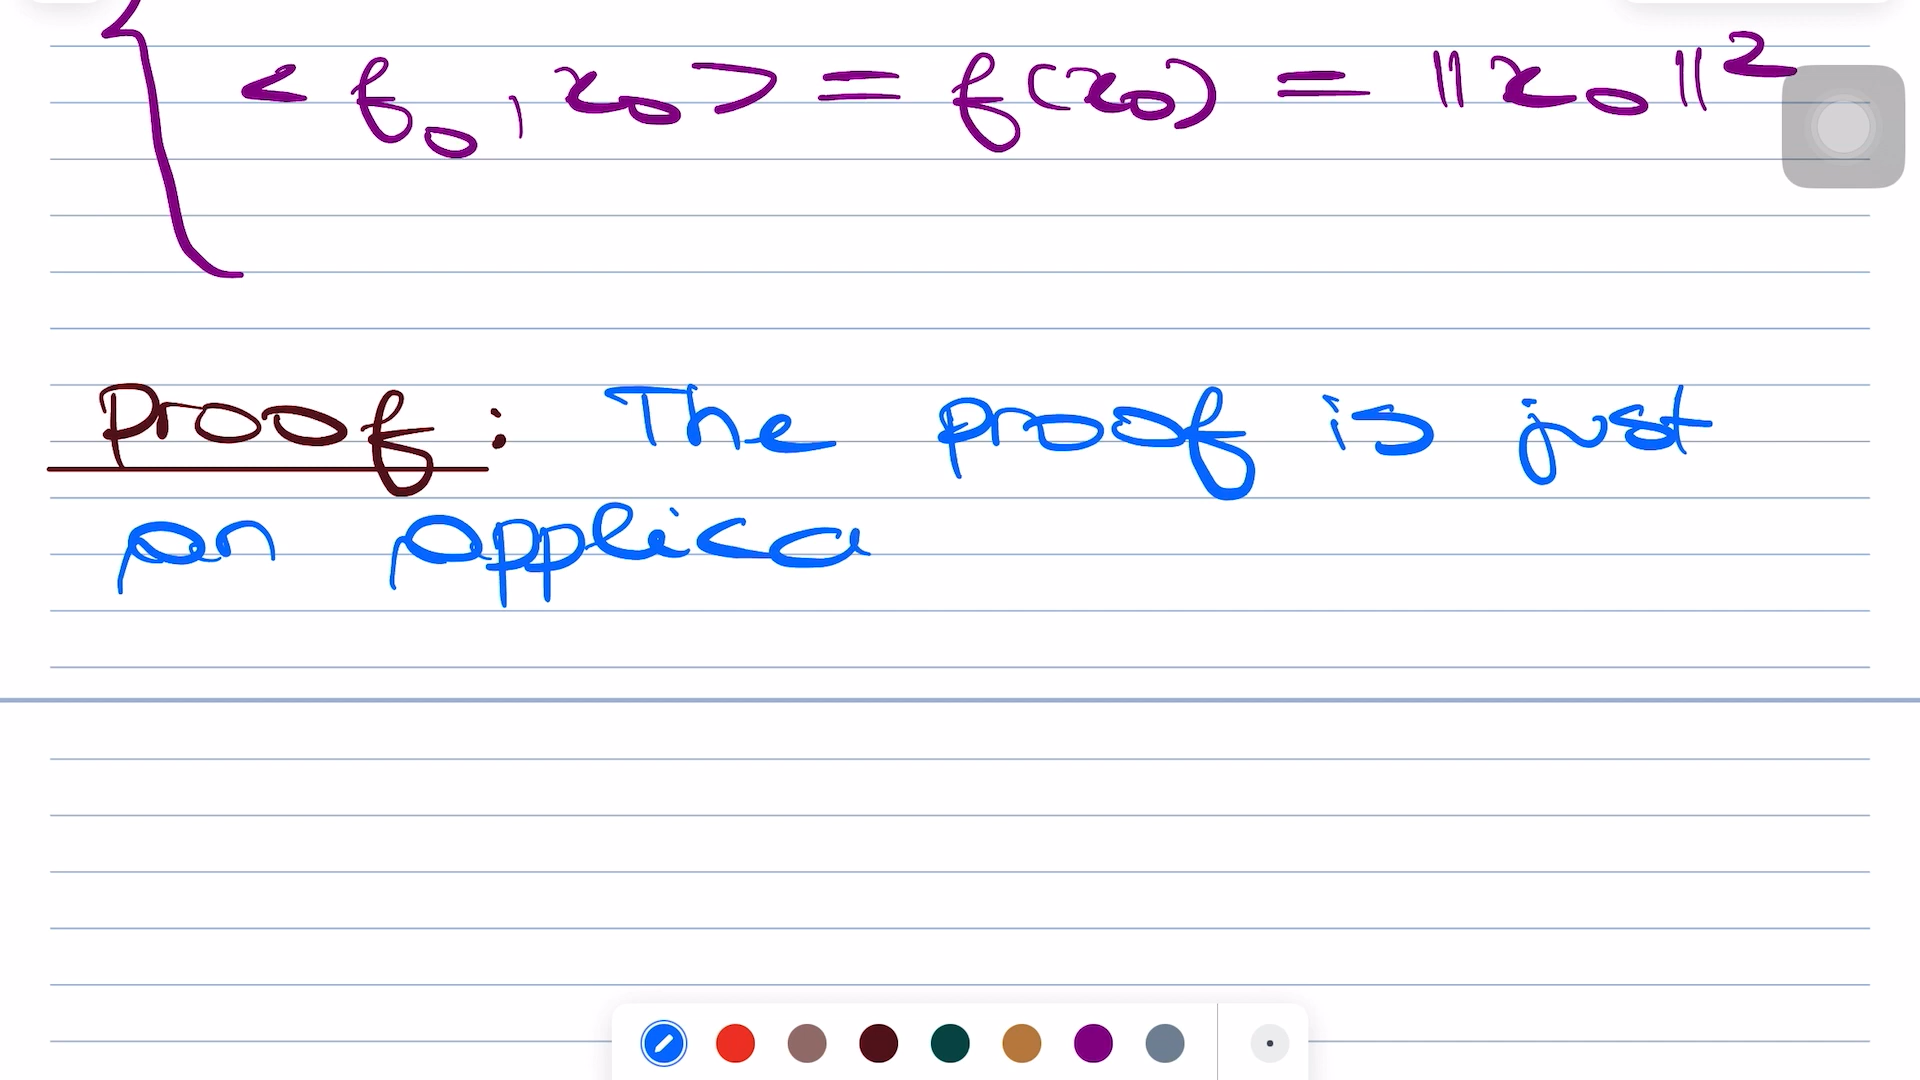 < f₀, x₀ > = f(x₀) = ||x₀||²
Proof: The proof is just
an applica